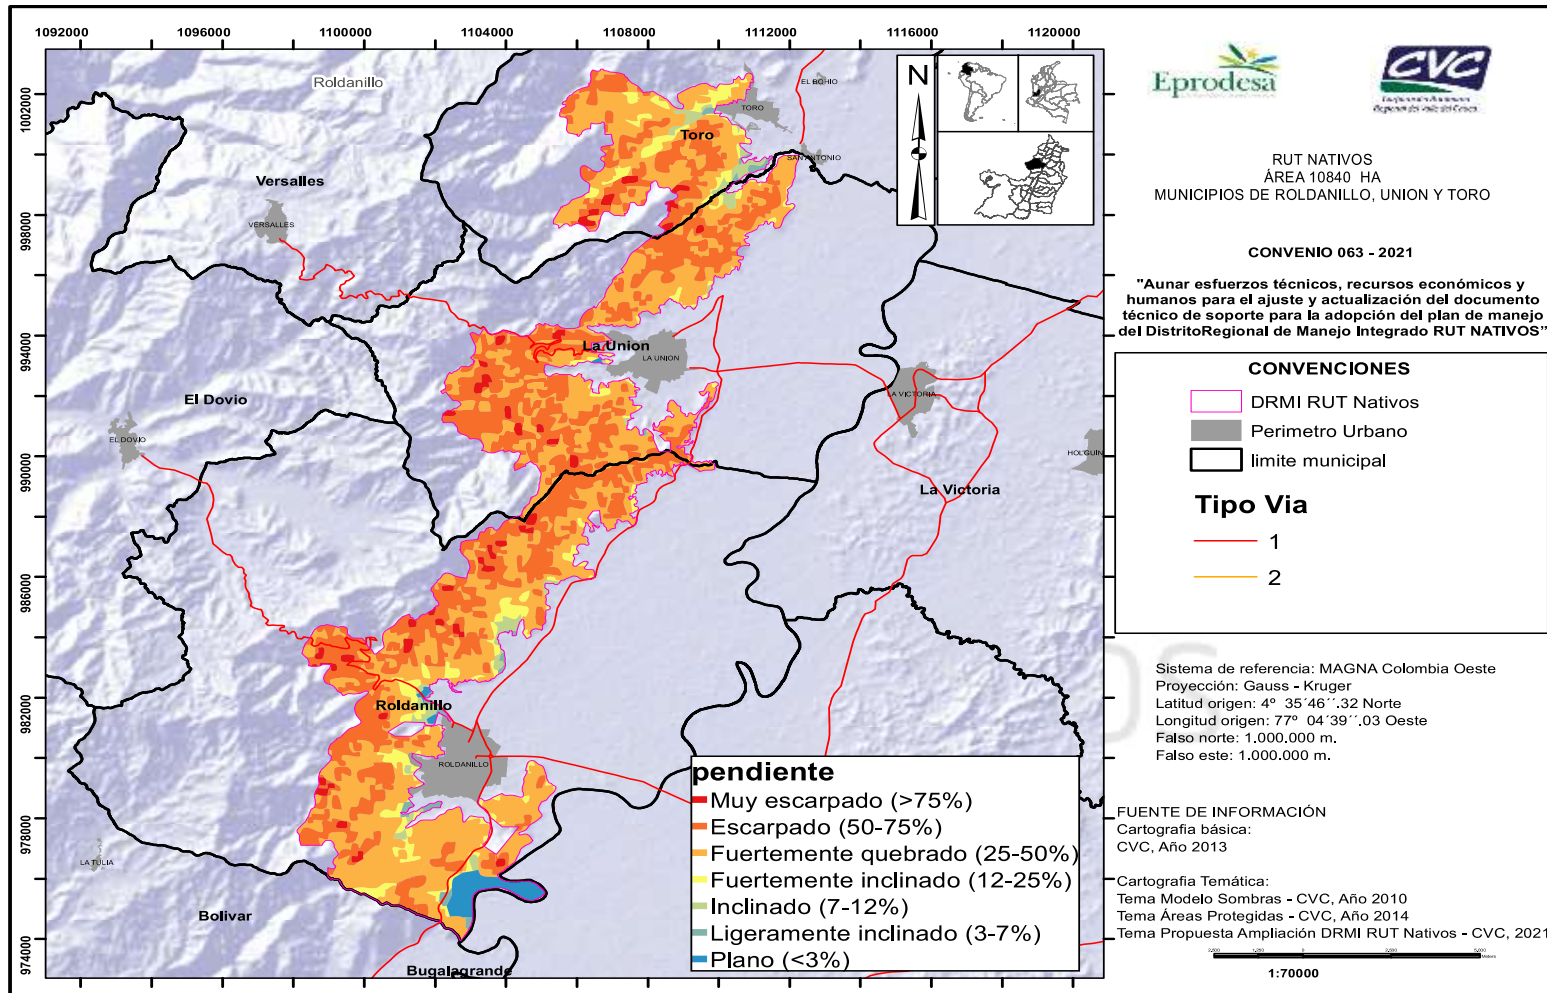 1092000
1096000
1100000
1104000
1108000
1112000
1116000
1120000
1002000
998000
994000
990000
986000
982000
978000
974000
Roldanillo
EL BOHIO
TORO
Toro
SAN ANTONIO
Versalles
VERSALLES
La Union
LA UNION
LA VICTORIA
El Dovio
EL DOVIO
HOLGUIN
La Victoria
Roldanillo
ROLDANILLO
LA TULIA
Bolivar
Bugalagrande
N
pendiente
Muy escarpado (>75%)
Escarpado (50-75%)
Fuertemente quebrado (25-50%)
Fuertemente inclinado (12-25%)
Inclinado (7-12%)
Ligeramente inclinado (3-7%)
Plano (<3%)
Eprodesa
CVC
Corporación Autónoma
Regional del Valle del Cauca
RUT NATIVOS
ÁREA 10840 HA
MUNICIPIOS DE ROLDANILLO, UNION Y TORO
CONVENIO 063 - 2021
"Aunar esfuerzos técnicos, recursos económicos y
humanos para el ajuste y actualización del documento
técnico de soporte para la adopción del plan de manejo
del DistritoRegional de Manejo Integrado RUT NATIVOS"
CONVENCIONES
DRMI RUT Nativos
Perimetro Urbano
limite municipal
Tipo Via
1
2
Sistema de referencia: MAGNA Colombia Oeste
Proyección: Gauss - Kruger
Latitud origen: 4º 35´46´´.32 Norte
Longitud origen: 77º 04´39´´.03 Oeste
Falso norte: 1.000.000 m.
Falso este: 1.000.000 m.
FUENTE DE INFORMACIÓN
Cartografia básica:
CVC, Año 2013
Cartografia Temática:
Tema Modelo Sombras - CVC, Año 2010
Tema Áreas Protegidas - CVC, Año 2014
Tema Propuesta Ampliación DRMI RUT Nativos - CVC, 2021
1:70000